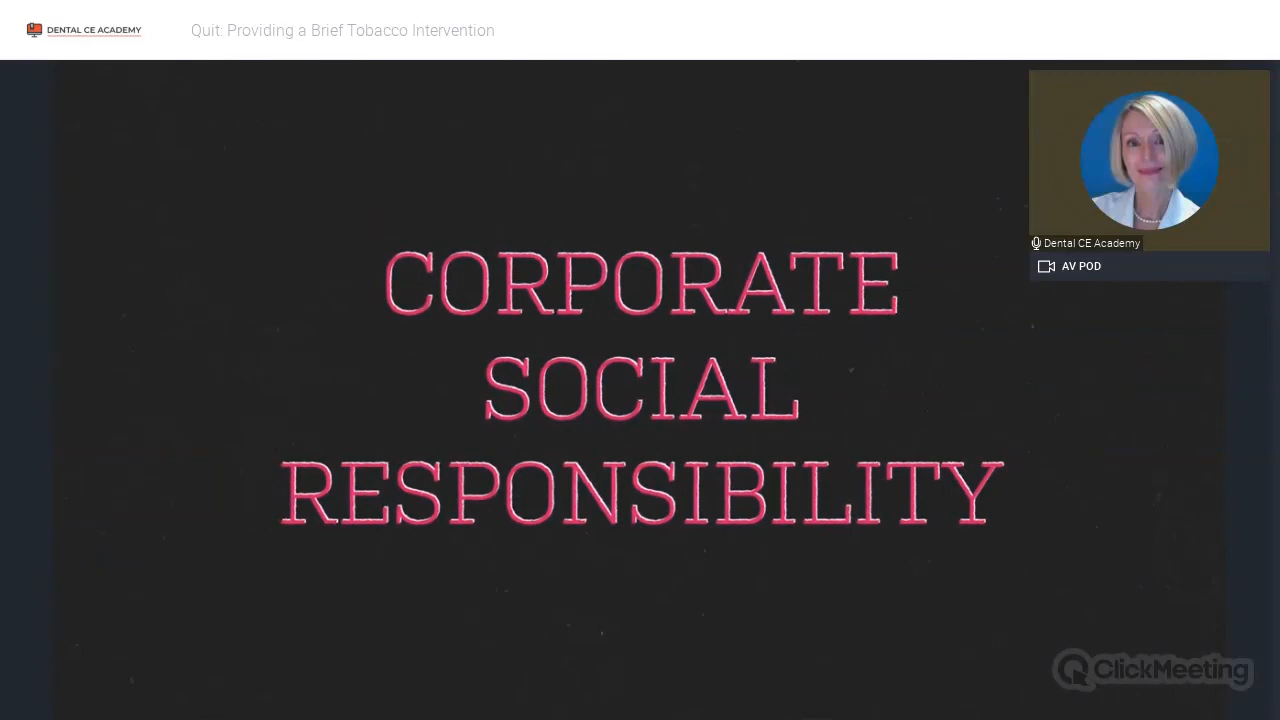 DENTAL CE ACADEMY
Quit: Providing a Brief Tobacco Intervention
CORPORATE
SOCIAL
RESPONSIBILITY
Dental CE Academy
AV POD
ClickMeeting